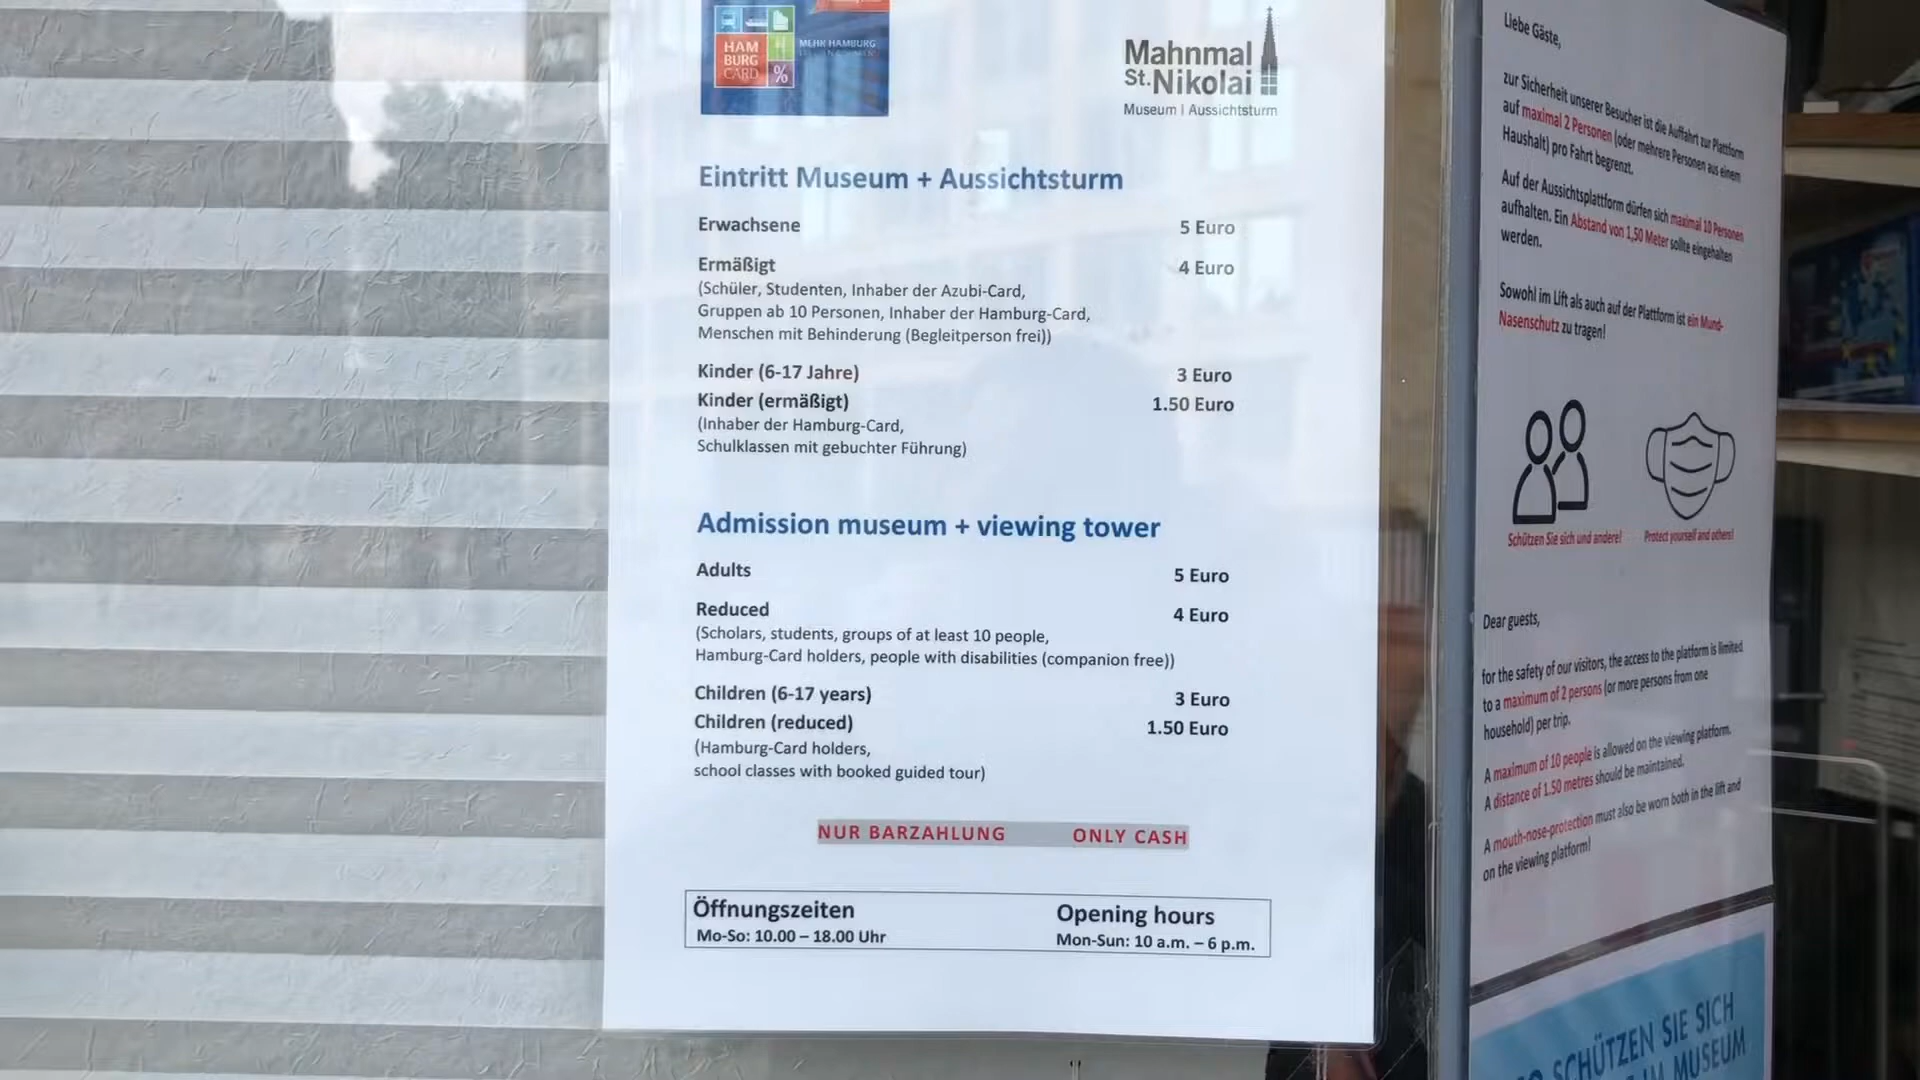 HAM
BURG
CARD
%
MEHR HAMBURG
Mahnmal
St. Nikolai
Museum | Aussichtsturm
Eintritt Museum + Aussichtsturm
Erwachsene 5 Euro
Ermäßigt 4 Euro
(Schüler, Studenten, Inhaber der Azubi-Card,
Gruppen ab 10 Personen, Inhaber der Hamburg-Card,
Menschen mit Behinderung (Begleitperson frei))
Kinder (6-17 Jahre) 3 Euro
Kinder (ermäßigt) 1.50 Euro
(Inhaber der Hamburg-Card,
Schulklassen mit gebuchter Führung)
Admission museum + viewing tower
Adults 5 Euro
Reduced 4 Euro
(Scholars, students, groups of at least 10 people,
Hamburg-Card holders, people with disabilities (companion free))
Children (6-17 years) 3 Euro
Children (reduced) 1.50 Euro
(Hamburg-Card holders,
school classes with booked guided tour)
NUR BARZAHLUNG ONLY CASH
Öffnungszeiten Opening hours
Mo-So: 10.00 – 18.00 Uhr Mon-Sun: 10 a.m. – 6 p.m.
Liebe Gäste,
zur Sicherheit unserer Besucher ist die Auffahrt zur Plattform
auf maximal 2 Personen (oder mehrere Personen aus einem
Haushalt) pro Fahrt begrenzt.
Auf der Aussichtsplattform dürfen sich maximal 10 Personen
aufhalten. Ein Abstand von 1,50 Meter sollte eingehalten
werden.
Sowohl im Lift als auch auf der Plattform ist ein Mund-
Nasenschutz zu tragen!
Schützen Sie sich und andere! Protect yourself and others!
Dear guests,
for the safety of our visitors, the access to the platform is limited
to a maximum of 2 persons (or more persons from one
household) per trip.
A maximum of 10 people is allowed on the viewing platform.
A distance of 1.50 metres should be maintained.
A mouth-nose-protection must also be worn both in the lift and
on the viewing platform!
SCHÜTZEN SIE SICH
IM MUSEUM